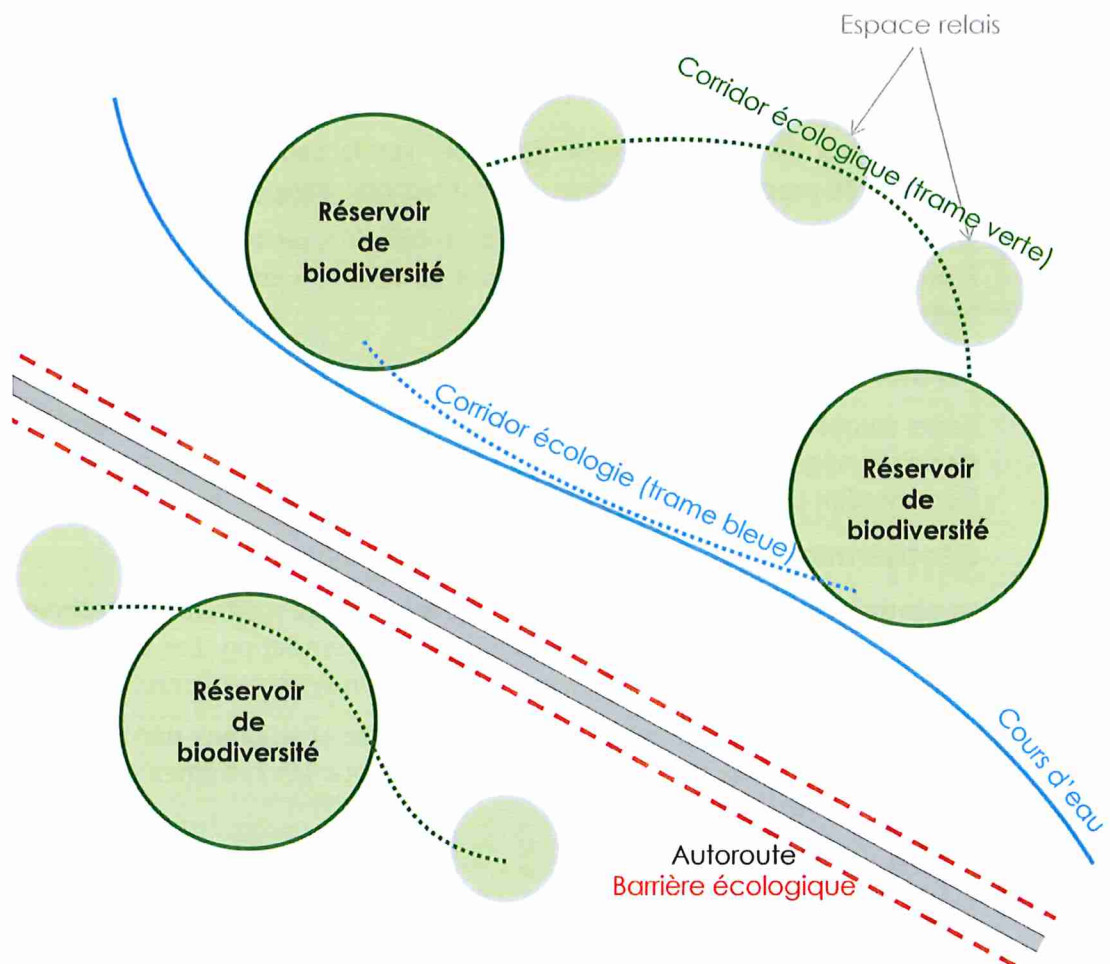 Espace relais
Corridor écologique (trame verte)
Réservoir
de
biodiversité
Corridor écologie (trame bleue)
Réservoir
de
biodiversité
Réservoir
de
biodiversité
Cours d'eau
Autoroute
Barrière écologique